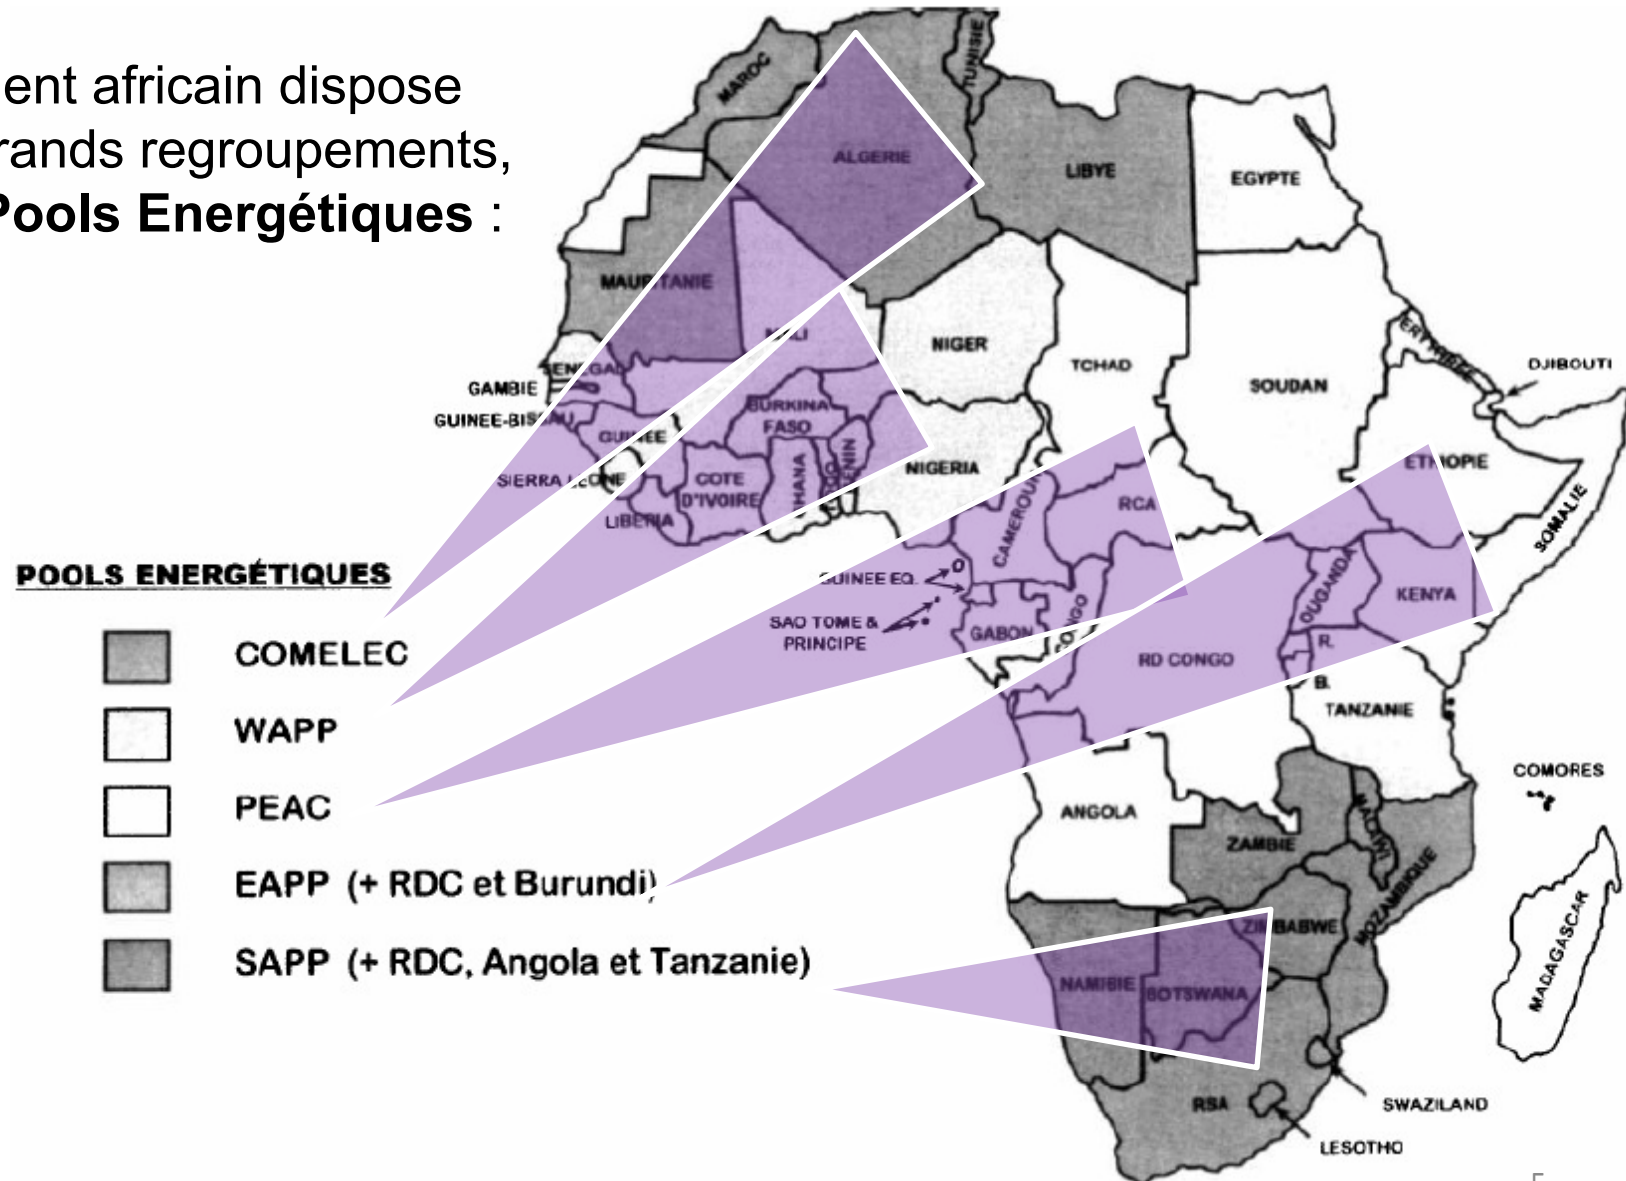 ent africain dispose
rands regroupements,
Pools Energétiques :
POOLS ENERGÉTIQUES
COMELEC
WAPP
PEAC
EAPP (+ RDC et Burundi)
SAPP (+ RDC, Angola et Tanzanie)
MAROC
ALGERIE
TUNISIE
LIBYE
EGYPTE
MAURITANIE
MALI
NIGER
TCHAD
SOUDAN
ERYTHREE
DJIBOUTI
SENEGAL
GAMBIE
GUINEE-BISSAU
GUINEE
SIERRA LEONE
LIBERIA
COTE
D'IVOIRE
BURKINA
FASO
GHANA
TOGO
BENIN
NIGERIA
CAMEROUN
RCA
ETHIOPIE
SOMALIE
GUINEE EQ.
SAO TOME &
PRINCIPE
GABON
CONGO
RD CONGO
OUGANDA
KENYA
R.
B.
TANZANIE
COMORES
ANGOLA
ZAMBIE
MALAWI
MOZAMBIQUE
ZIMBABWE
NAMIBIE
BOTSWANA
MADAGASCAR
RSA
SWAZILAND
LESOTHO